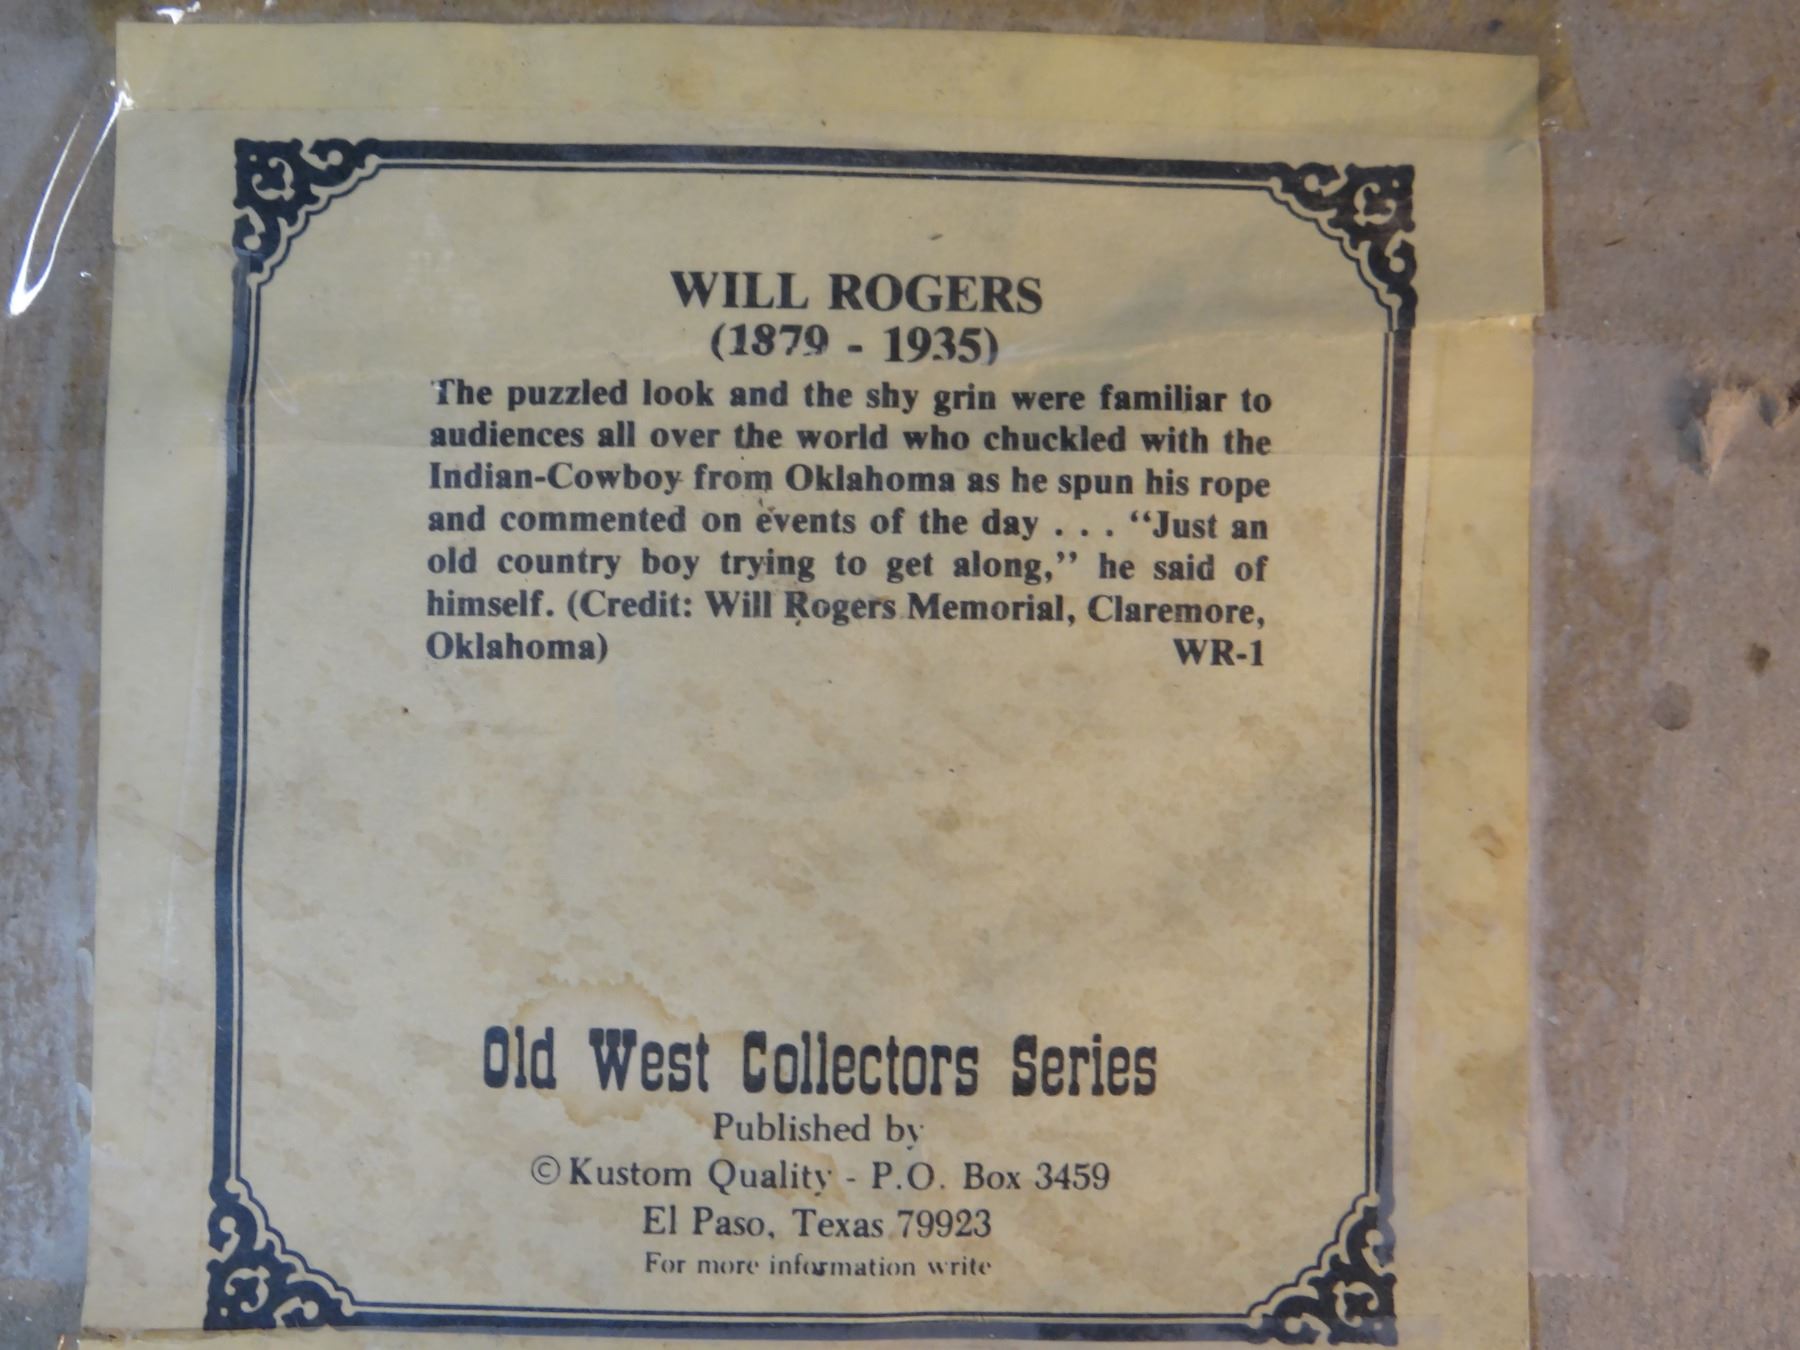 WILL ROGERS
(1879 - 1935)
The puzzled look and the shy grin were familiar to
audiences all over the world who chuckled with the
Indian-Cowboy from Oklahoma as he spun his rope
and commented on events of the day . . . “Just an
old country boy trying to get along,” he said of
himself. (Credit: Will Rogers Memorial, Claremore,
Oklahoma) WR-1
Old West Collectors Series
Published by
© Kustom Quality - P.O. Box 3459
El Paso, Texas 79923
For more information write